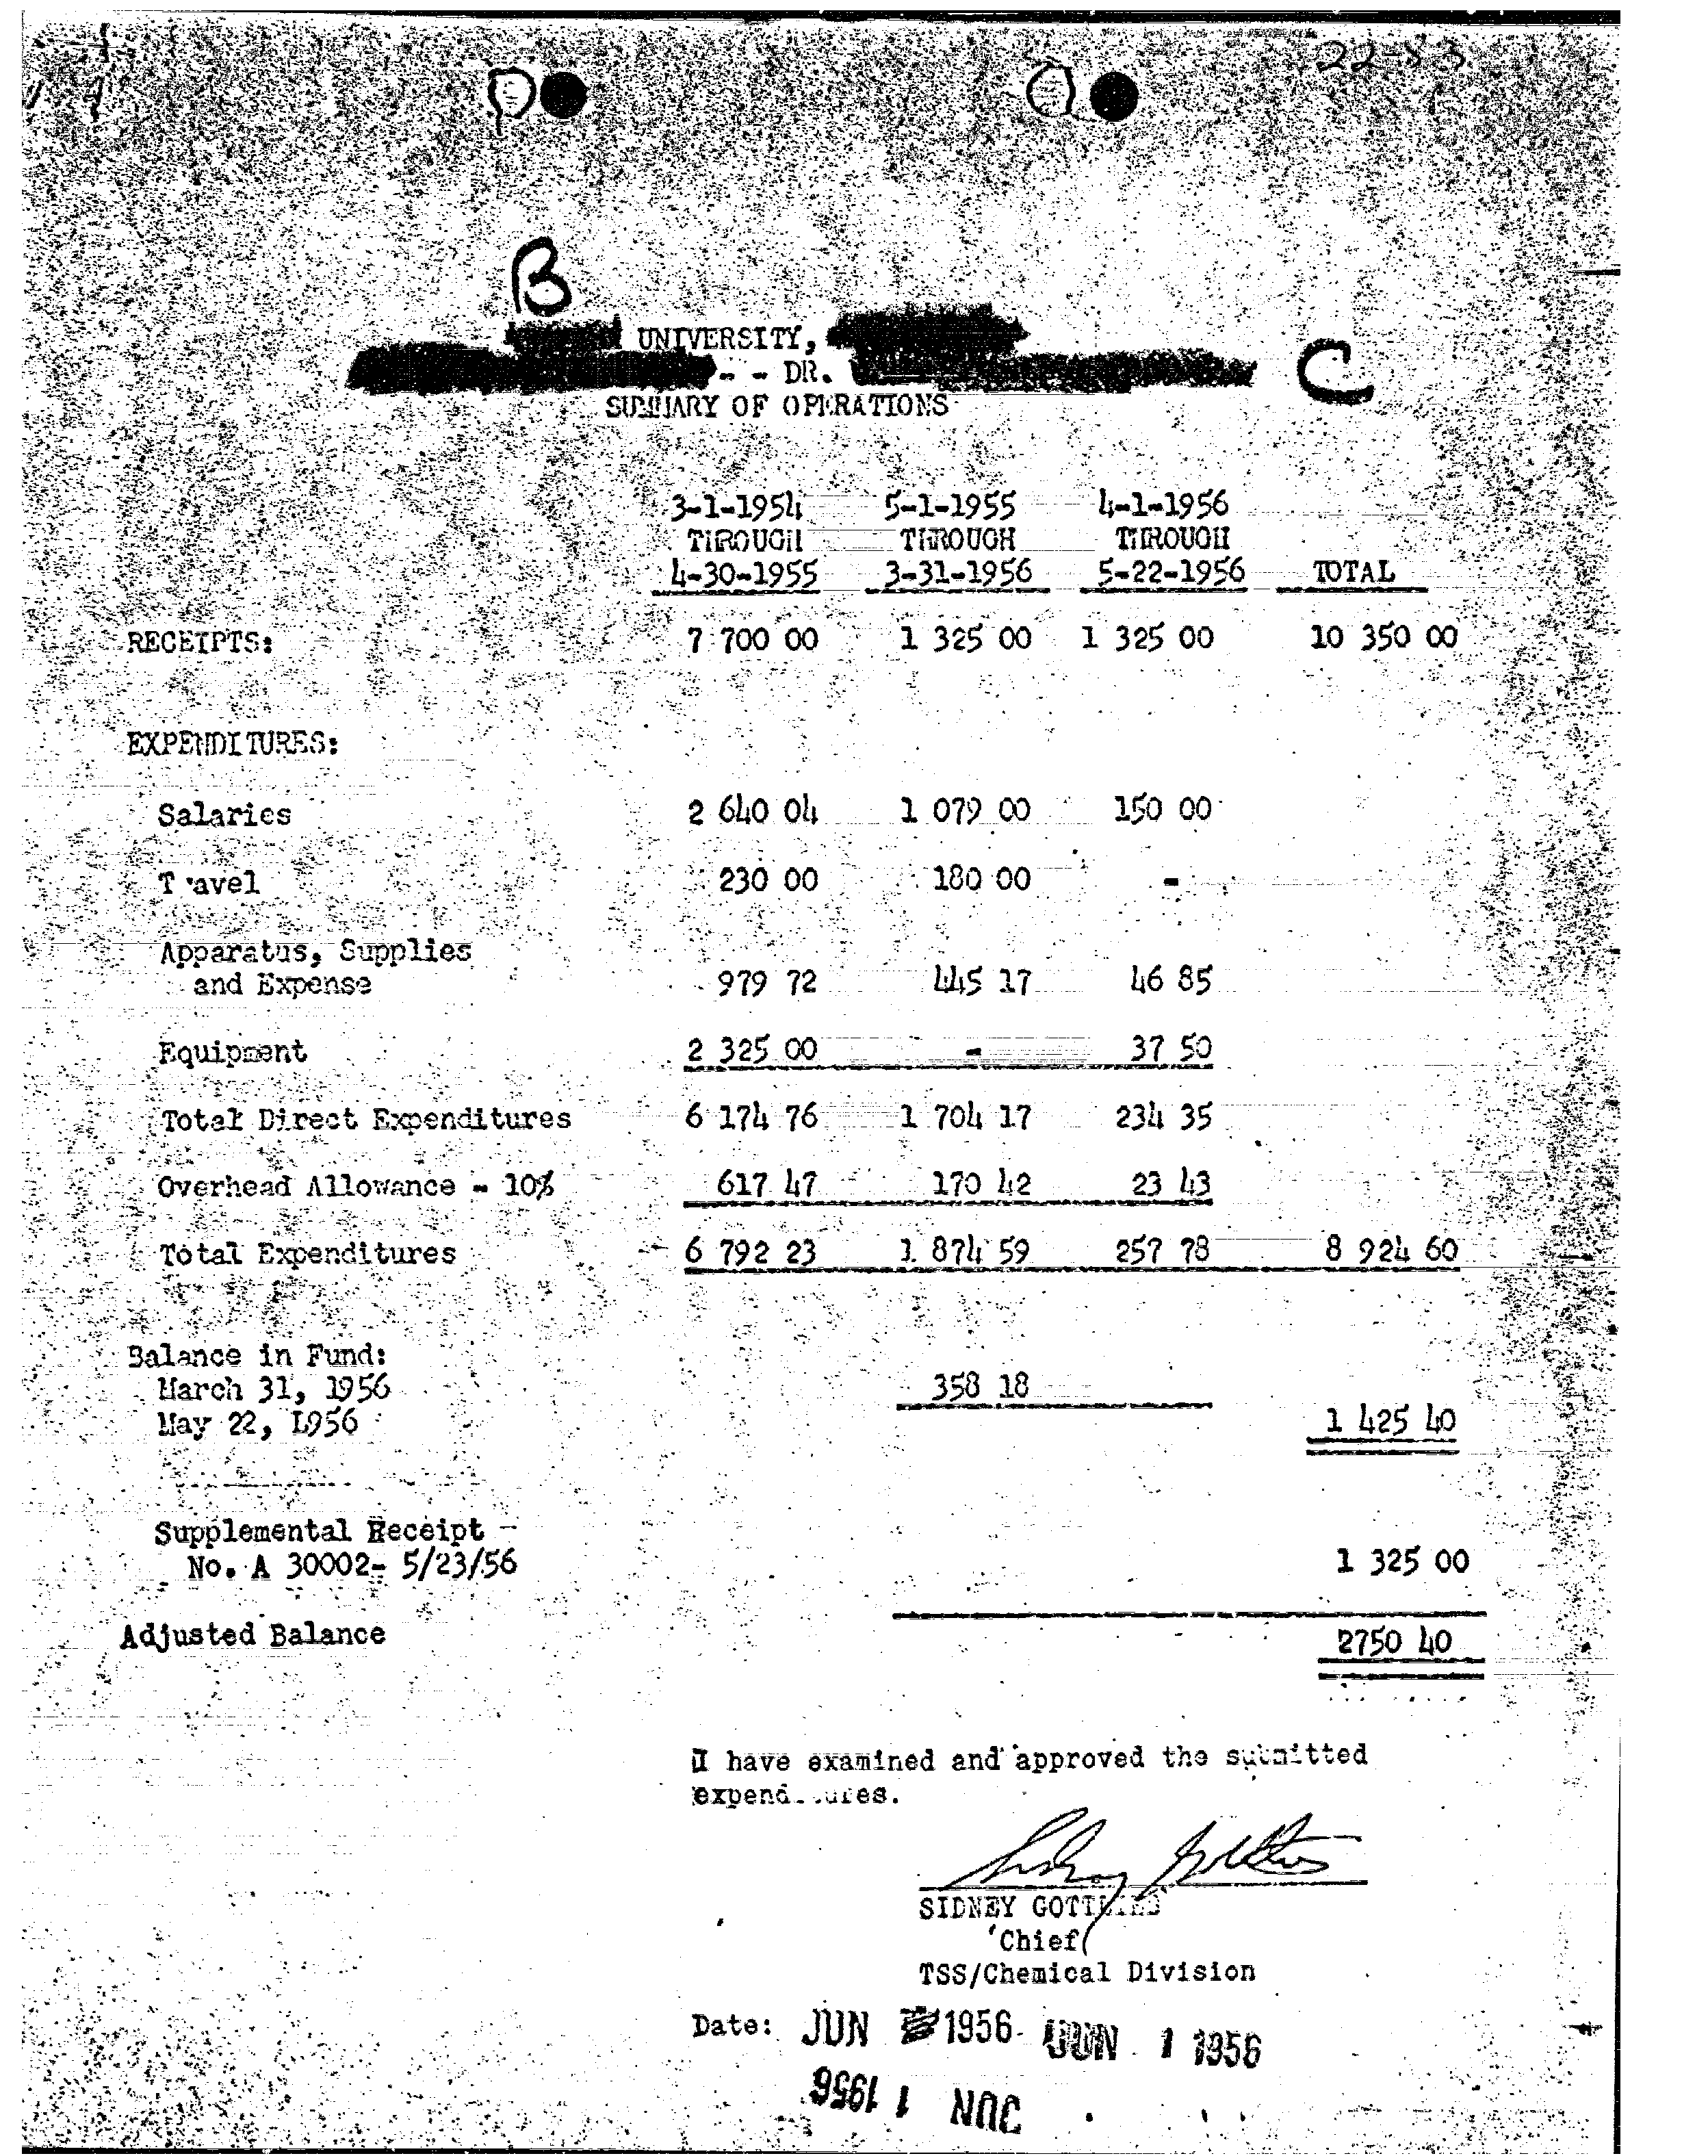 22-83
B
UNIVERSITY,
- - DR.
C
SUMMARY OF OPERATIONS
3-1-1954 5-1-1955 4-1-1956
THROUGH THROUGH THROUGH
4-30-1955 3-31-1956 5-22-1956 TOTAL
RECEIPTS: 7 700 00 1 325 00 1 325 00 10 350 00
EXPENDITURES:
Salaries 2 640 04 1 079 00 150 00
T avel 230 00 180 00 -
Apparatus, Supplies
and Expense 979 72 445 17 46 85
Equipment 2 325 00 - 37 50
Total Direct Expenditures 6 174 76 1 704 17 234 35
Overhead Allowance - 10% 617 47 170 42 23 43
Total Expenditures 6 792 23 1 874 59 257 78 8 924 60
Balance in Fund:
March 31, 1956 358 18
May 22, 1956 1 425 40
Supplemental Receipt -
No. A 30002- 5/23/56 1 325 00
Adjusted Balance 2750 40
I have examined and approved the submitted
expenditures.
Sidney Gottlieb
SIDNEY GOTTLIEB
Chief
TSS/Chemical Division
Date: JUN 1956 JUN 1 1956
JUN 1 1956